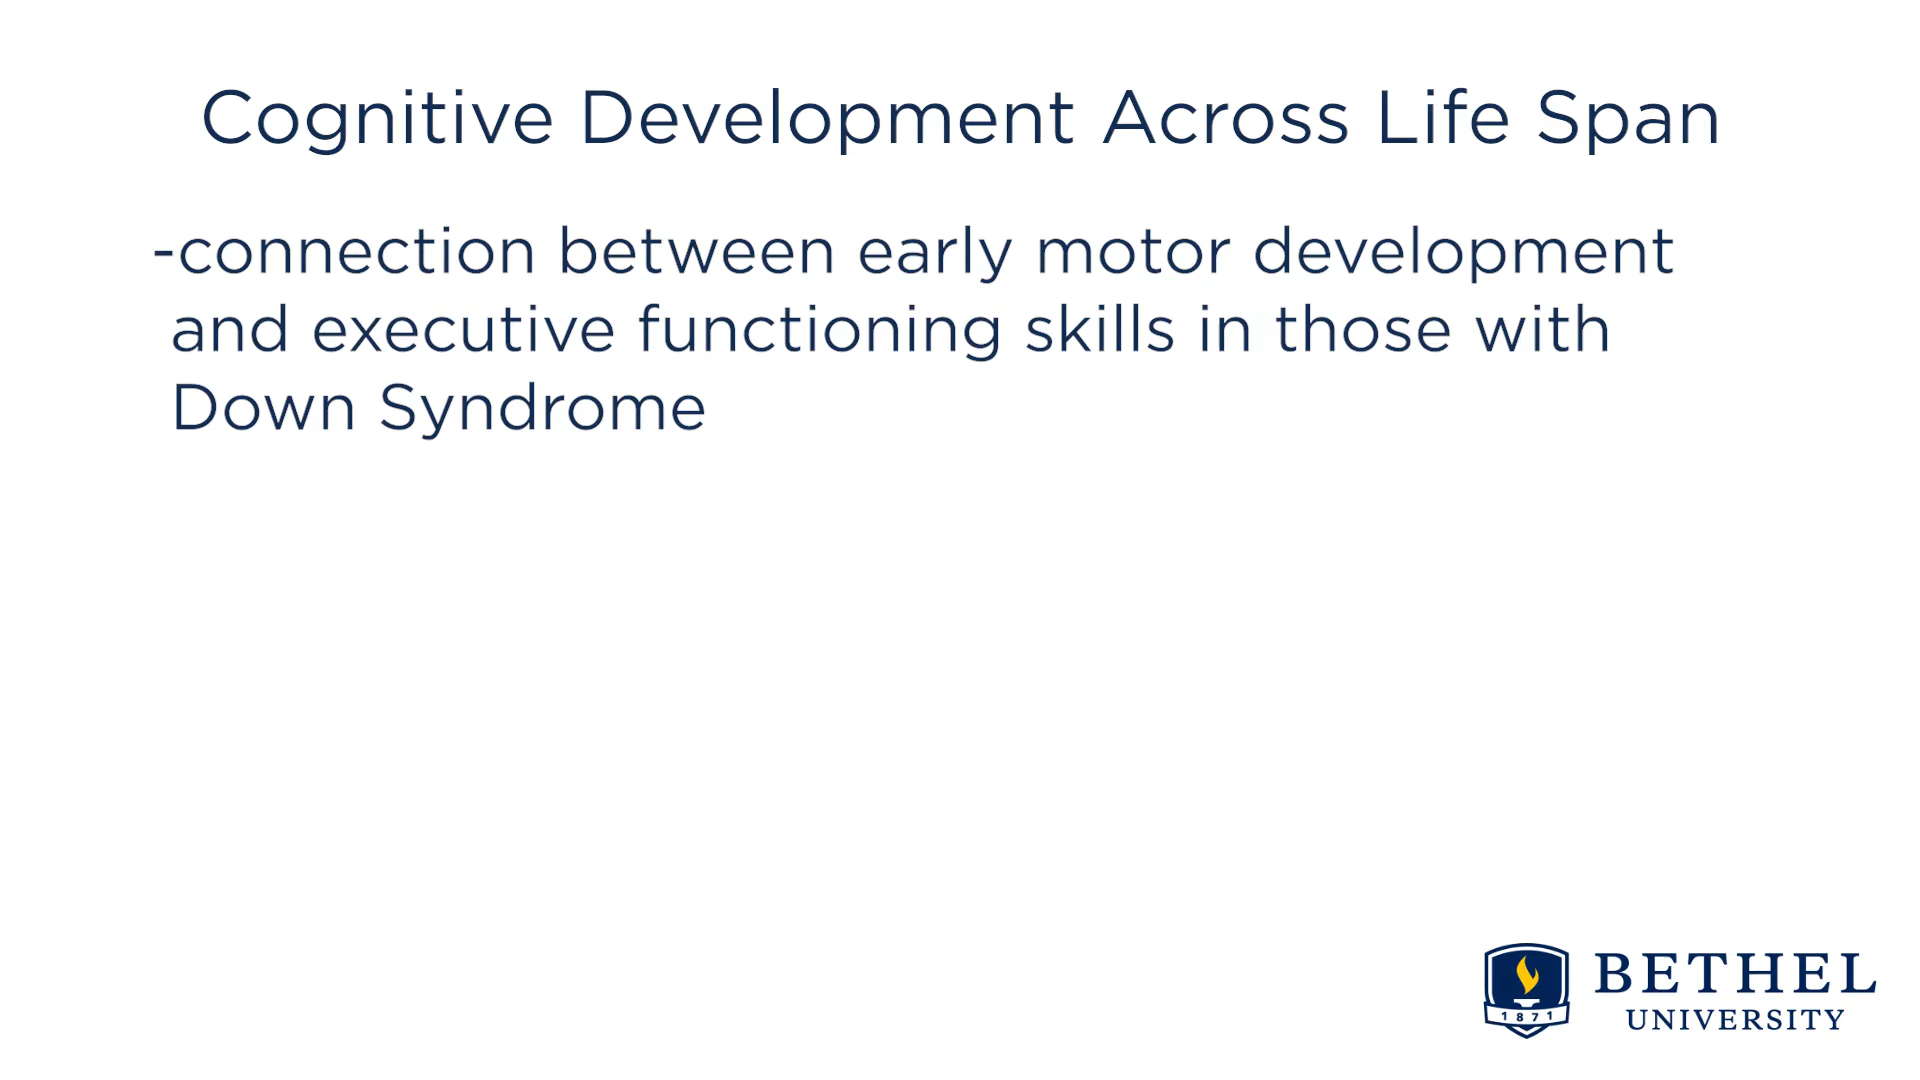 Cognitive Development Across Life Span
-connection between early motor development
and executive functioning skills in those with
Down Syndrome
BETHEL
UNIVERSITY
1871